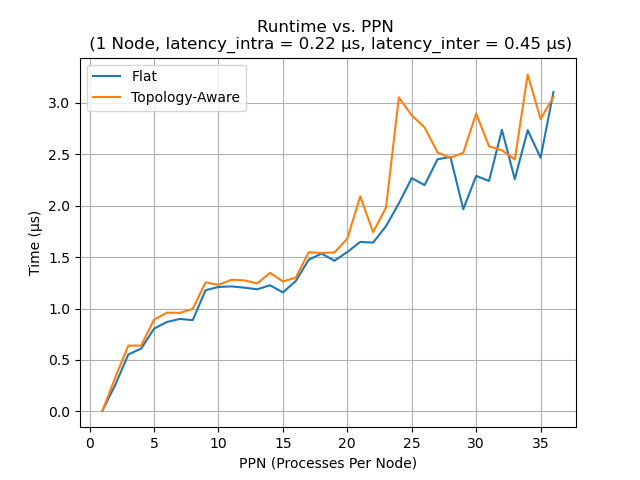 Runtime vs. PPN
(1 Node, latency_intra = 0.22 μs, latency_inter = 0.45 μs)
Flat
Topology-Aware
Time (μs)
3.0
2.5
2.0
1.5
1.0
0.5
0.0
0 5 10 15 20 25 30 35
PPN (Processes Per Node)